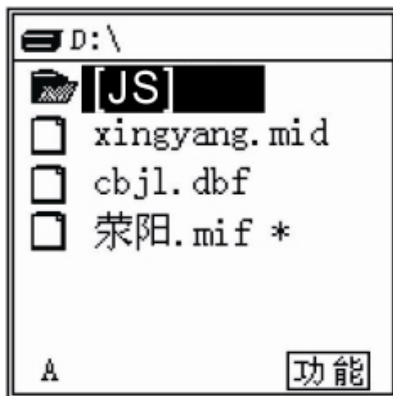 D:\
[JS]
xingyang.mid
cbjl.dbf
荥阳.mif *
A 功能